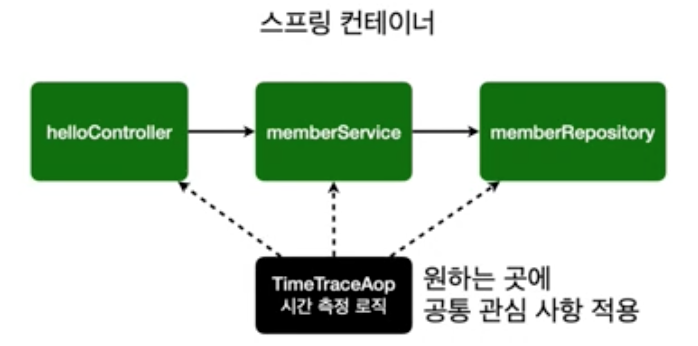 스프링 컨테이너
helloController
memberService
memberRepository
TimeTraceAop
시간 측정 로직
원하는 곳에
공통 관심 사항 적용